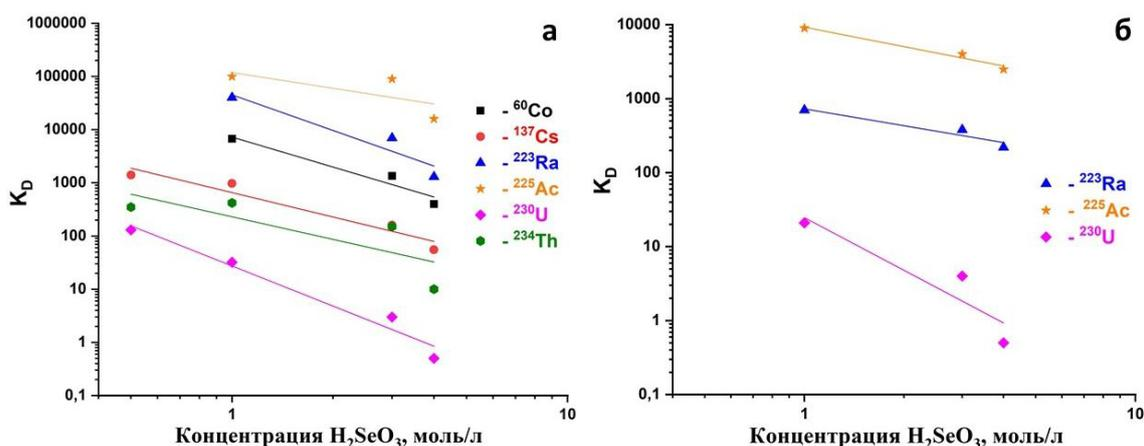 а
1000000
100000
10000
1000
100
10
1
0,1
K_D
1
10
Концентрация H₂SeO₃, моль/л
- ⁶⁰Co
- ¹³⁷Cs
- ²²³Ra
- ²²⁵Ac
- ²³⁰U
- ²³⁴Th
б
10000
1000
100
10
1
0,1
K_D
1
10
Концентрация H₂SeO₃, моль/л
- ²²³Ra
- ²²⁵Ac
- ²³⁰U